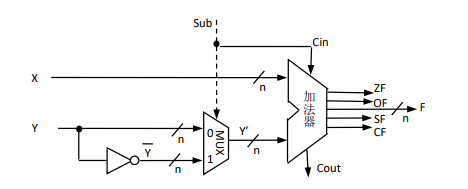 Sub
Cin
X
n
ZF
OF
F
n
SF
CF
加法器
Y
n
0
Y'
n
MUX
Y
n
1
Cout